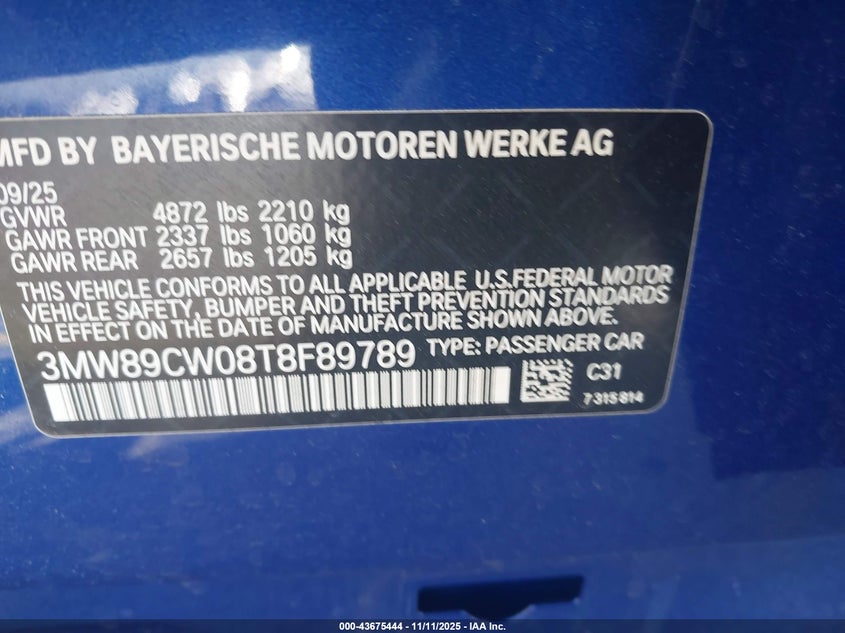 MFD BY BAYERISCHE MOTOREN WERKE AG
09/25
GVWR 4872 lbs 2210 kg
GAWR FRONT 2337 lbs 1060 kg
GAWR REAR 2657 lbs 1205 kg
THIS VEHICLE CONFORMS TO ALL APPLICABLE U.S.FEDERAL MOTOR
VEHICLE SAFETY, BUMPER AND THEFT PREVENTION STANDARDS
IN EFFECT ON THE DATE OF MANUFACTURE SHOWN ABOVE.
3MW89CW08T8F89789 TYPE: PASSENGER CAR
C31
7315814
000-43675444 - 11/11/2025 - IAA Inc.